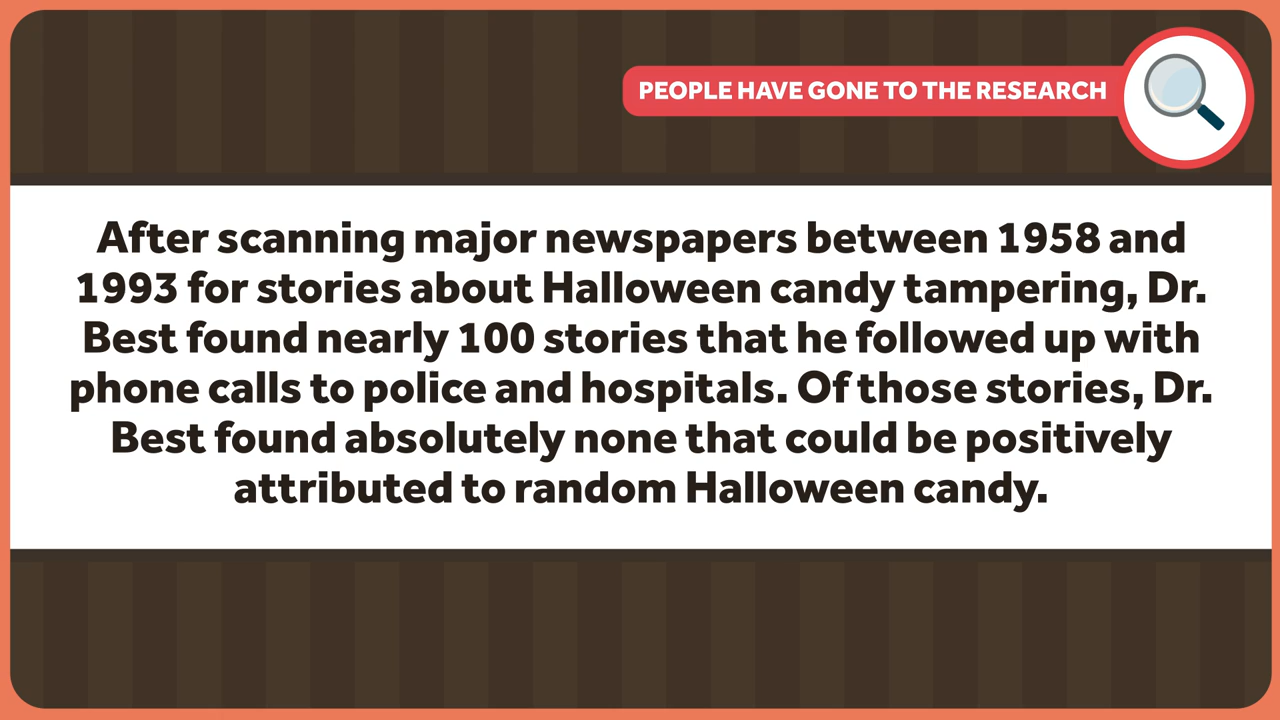 PEOPLE HAVE GONE TO THE RESEARCH
After scanning major newspapers between 1958 and
1993 for stories about Halloween candy tampering, Dr.
Best found nearly 100 stories that he followed up with
phone calls to police and hospitals. Of those stories, Dr.
Best found absolutely none that could be positively
attributed to random Halloween candy.